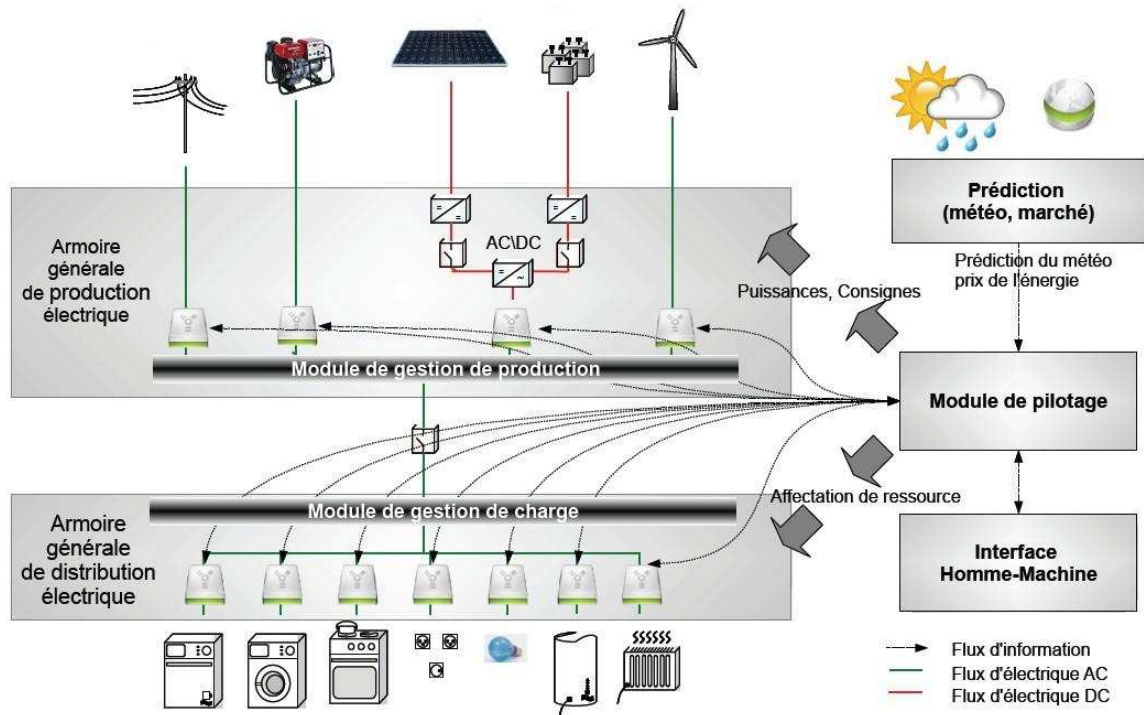 Armoire
générale
de production
électrique
AC\DC
Module de gestion de production
Prédiction
(météo, marché)
Prédiction du météo
prix de l'énergie
Puissances, Consignes
Module de pilotage
Affectation de ressource
Armoire
générale
de distribution
électrique
Module de gestion de charge
Interface
Homme-Machine
Flux d'information
Flux d'électrique AC
Flux d'électrique DC